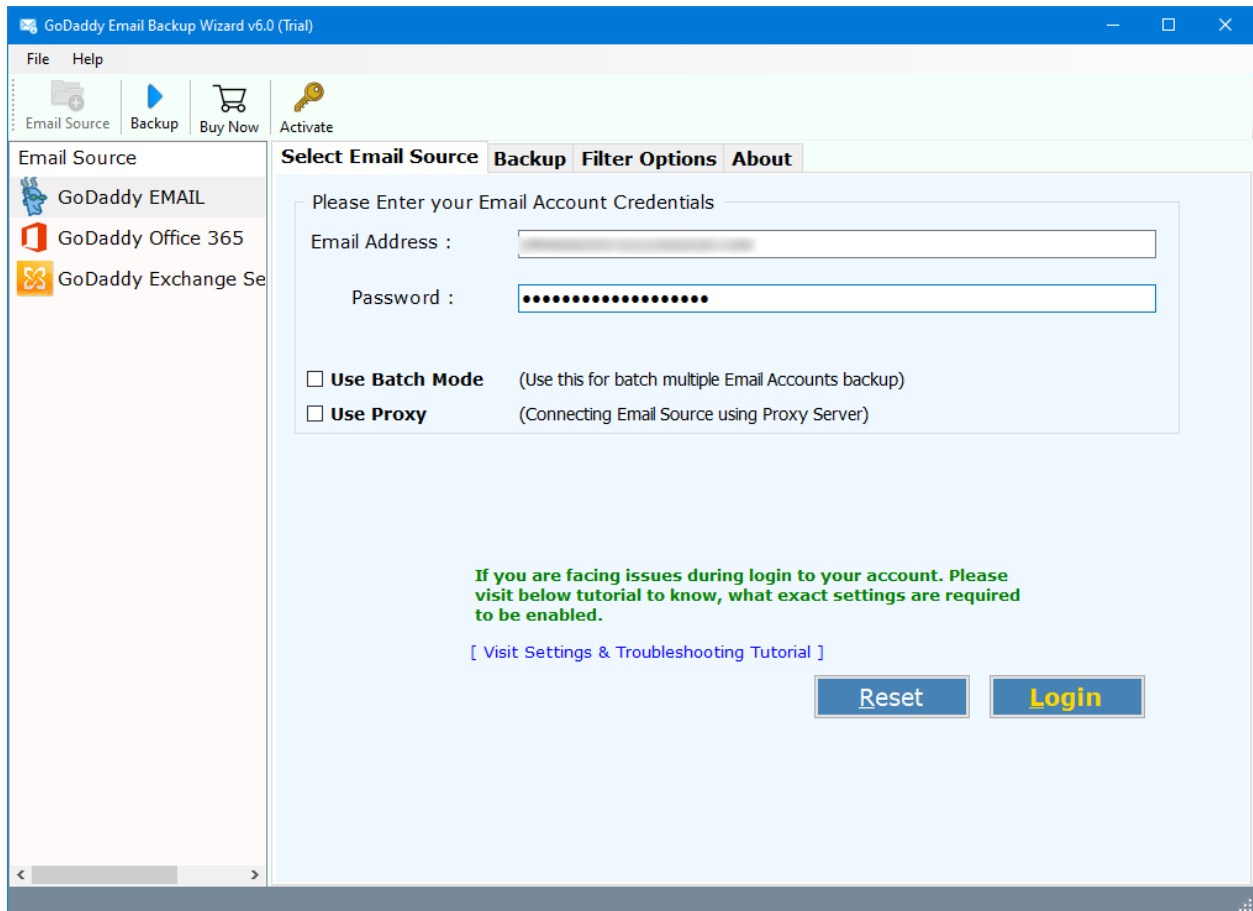 GoDaddy Email Backup Wizard v6.0 (Trial)
File Help
Email Source Backup Buy Now Activate
Email Source
GoDaddy EMAIL
GoDaddy Office 365
GoDaddy Exchange Se
Select Email Source Backup Filter Options About
Please Enter your Email Account Credentials
Email Address :
Password : •••••••••••••••••••
Use Batch Mode (Use this for batch multiple Email Accounts backup)
Use Proxy (Connecting Email Source using Proxy Server)
If you are facing issues during login to your account. Please
visit below tutorial to know, what exact settings are required
to be enabled.
[ Visit Settings & Troubleshooting Tutorial ]
Reset Login